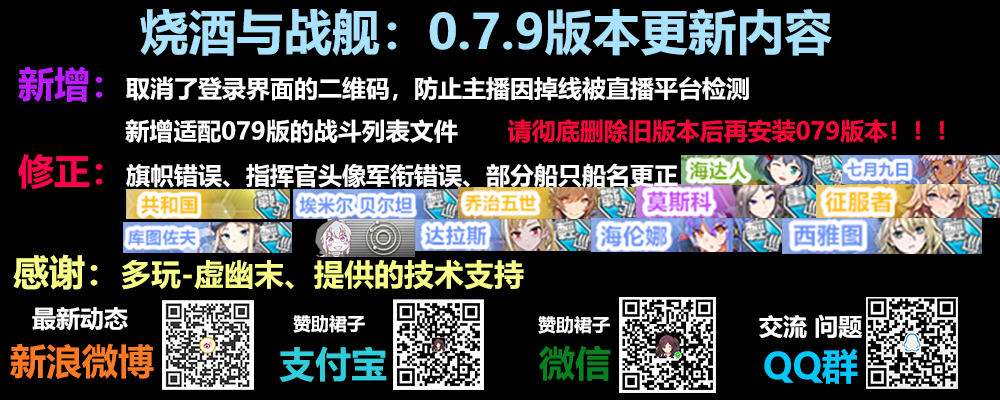 烧酒与战舰：0.7.9版本更新内容
新增：取消了登录界面的二维码，防止主播因掉线被直播平台检测
新增适配079版的战斗列表文件 请彻底删除旧版本后再安装079版本！！！
修正：旗帜错误、指挥官头像军衔错误、部分船只船名更正 海达人 七月九日
共和国 埃米尔·贝尔坦 乔治五世 莫斯科 征服者
库图佐夫 达拉斯 海伦娜 西雅图
感谢：多玩-虚幽末、提供的技术支持
最新动态 赞助裙子 赞助裙子 交流 问题
新浪微博 支付宝 微信 QQ群